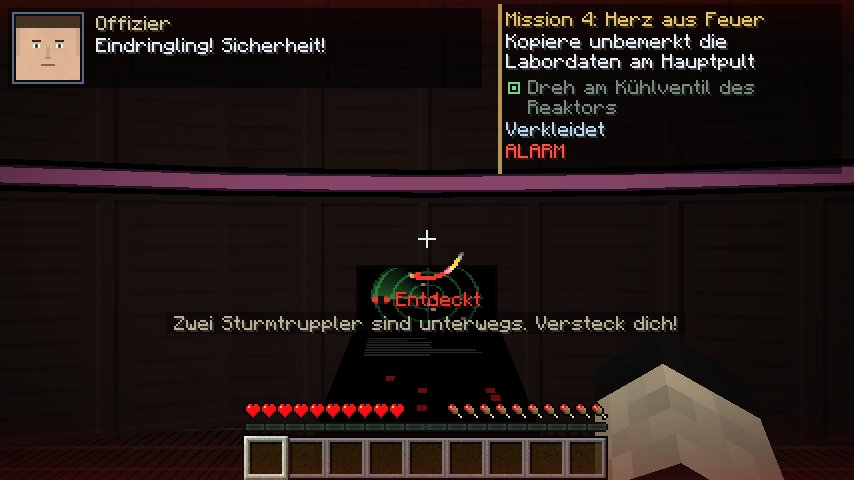 Offizier
Eindringling! Sicherheit!
Mission 4: Herz aus Feuer
Kopiere unbemerkt die
Labordaten am Hauptpult
Dreh am Kühlventil des
Reaktors
Verkleidet
ALARM
Entdeckt
Zwei Sturmtruppler sind unterwegs. Versteck dich!